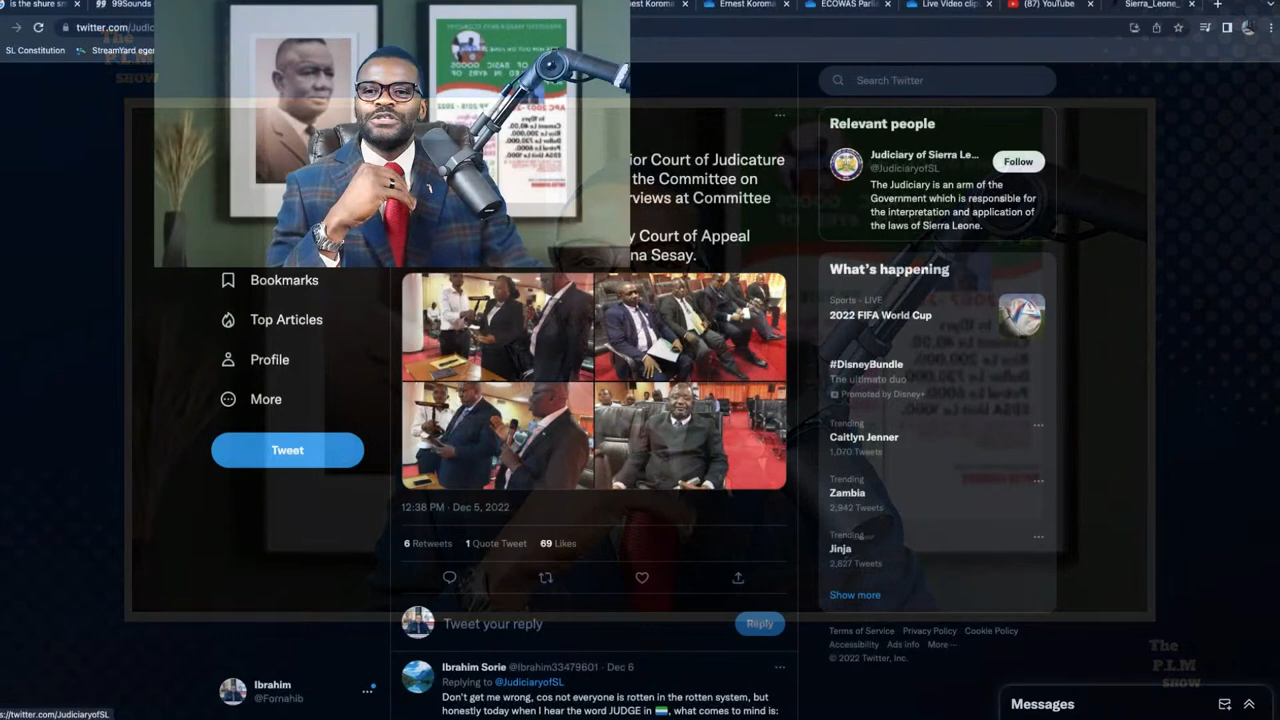 is the shure sm
99Sounds
est Koroma
Ernest Koroma
ECOWAS Parli
Live Video clip
(87) YouTube
Sierra_Leone_
twitter.com/Judic
SL Constitution
StreamYard egen
The
P.L.M
SHOW
Search Twitter
ior Court of Judicature
the Committee on
rviews at Committee
y Court of Appeal
na Sesay.
Relevant people
Judiciary of Sierra Le...
@JudiciaryofSL
Follow
The Judiciary is an arm of the
Government which is responsible for
the interpretation and application of
the laws of Sierra Leone.
Bookmarks
Top Articles
Profile
More
Tweet
What's happening
Sports · LIVE
2022 FIFA World Cup
#DisneyBundle
The ultimate duo
Promoted by Disney+
Trending
Caitlyn Jenner
1,070 Tweets
Trending
Zambia
2,942 Tweets
Trending
Jinja
2,827 Tweets
Show more
12:38 PM · Dec 5, 2022
6 Retweets 1 Quote Tweet 69 Likes
Tweet your reply
Reply
Terms of Service Privacy Policy Cookie Policy
Accessibility Ads info More ···
© 2022 Twitter, Inc.
Ibrahim Sorie @Ibrahim33479601 · Dec 6
Replying to @JudiciaryofSL
Don't get me wrong, cos not everyone is rotten in the rotten system, but
honestly today when I hear the word JUDGE in 🇸🇱, what comes to mind is:
Ibrahim
@Fornahib
The
P.L.M
SHOW
Messages
s://twitter.com/JudiciaryofSL